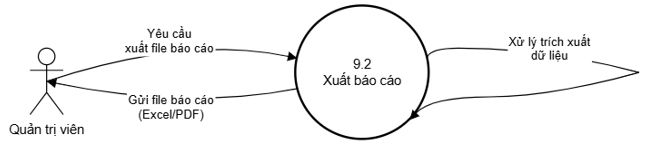 Yêu cầu
xuất file báo cáo
9.2
Xuất báo cáo
Xử lý trích xuất
dữ liệu
Gửi file báo cáo
(Excel/PDF)
Quản trị viên